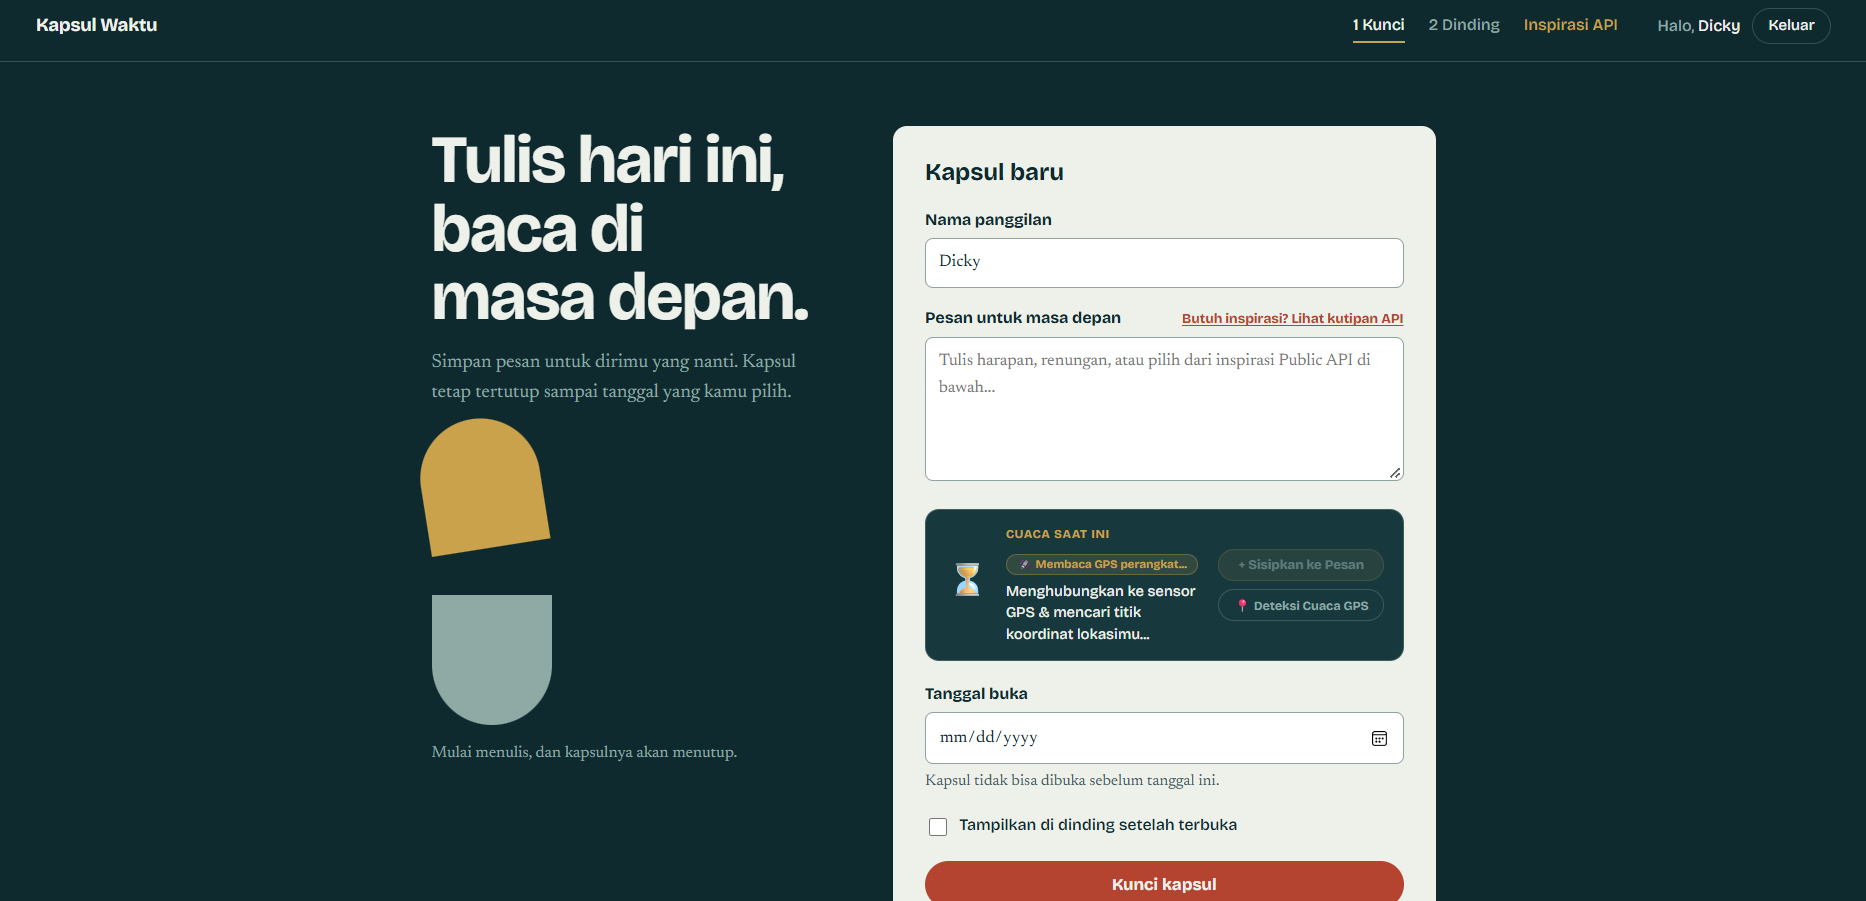 Kapsul Waktu
1 Kunci
2 Dinding
Inspirasi API
Halo, Dicky
Keluar
Tulis hari ini,
baca di
masa depan.
Simpan pesan untuk dirimu yang nanti. Kapsul
tetap tertutup sampai tanggal yang kamu pilih.
Mulai menulis, dan kapsulnya akan menutup.
Kapsul baru
Nama panggilan
Dicky
Pesan untuk masa depan
Butuh inspirasi? Lihat kutipan API
Tulis harapan, renungan, atau pilih dari inspirasi Public API di
bawah...
CUACA SAAT INI
Membaca GPS perangkat...
Menghubungkan ke sensor
GPS & mencari titik
koordinat lokasimu...
+ Sisipkan ke Pesan
Deteksi Cuaca GPS
Tanggal buka
mm/dd/yyyy
Kapsul tidak bisa dibuka sebelum tanggal ini.
Tampilkan di dinding setelah terbuka
Kunci kapsul